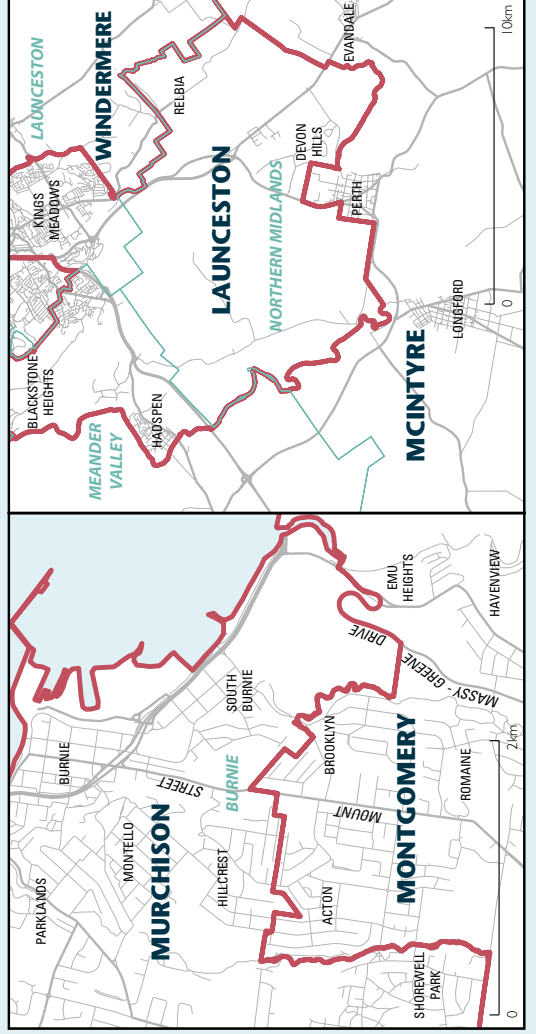 PARKLANDS
BURNIE
MONTELLO
MURCHISON
HILLCREST
STREET
SOUTH
BURNIE
BURNIE
ACTON
BROOKLYN
MOUNT
DRIVE
EMU
HEIGHTS
MASSY-GREENE
MONTGOMERY
SHOREWELL
PARK
ROMAINE
HAVENVIEW
0
2km
BLACKSTONE
HEIGHTS
KINGS
MEADOWS
LAUNCESTON
WINDERMERE
MEANDER
VALLEY
HADSPEN
RELBIA
LAUNCESTON
NORTHERN MIDLANDS
DEVON
HILLS
EVANDALE
PERTH
MCINTYRE
LONGFORD
0
10km